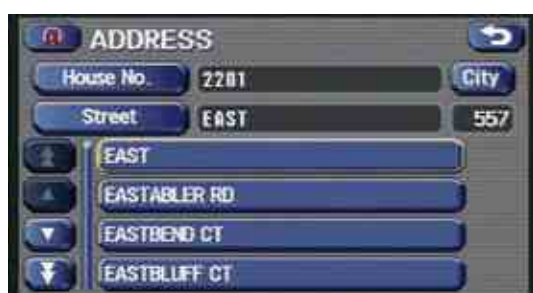 ADDRESS
House No. 2201 City
Street EAST 557
EAST
EASTABLER RD
EASTBEND CT
EASTBLUFF CT